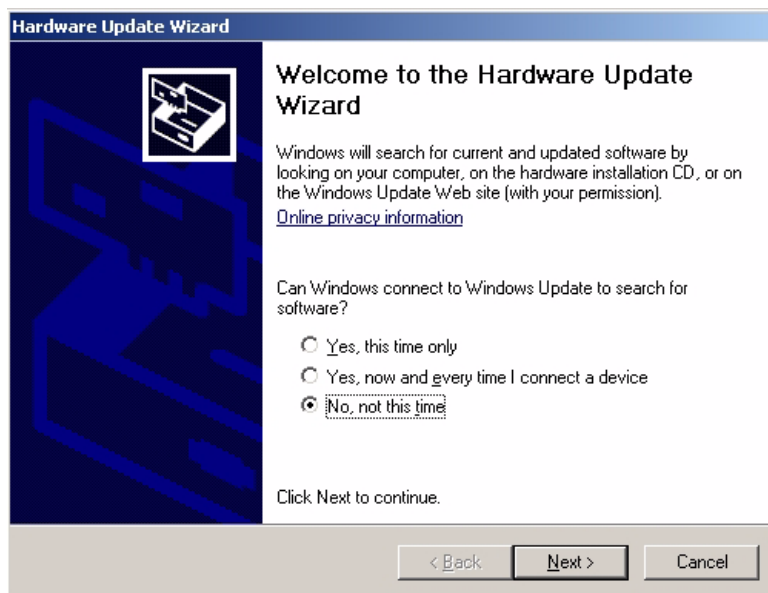 Hardware Update Wizard
Welcome to the Hardware Update
Wizard
Windows will search for current and updated software by
looking on your computer, on the hardware installation CD, or on
the Windows Update Web site (with your permission).
Online privacy information
Can Windows connect to Windows Update to search for
software?
Yes, this time only
Yes, now and every time I connect a device
No, not this time
Click Next to continue.
< Back Next > Cancel